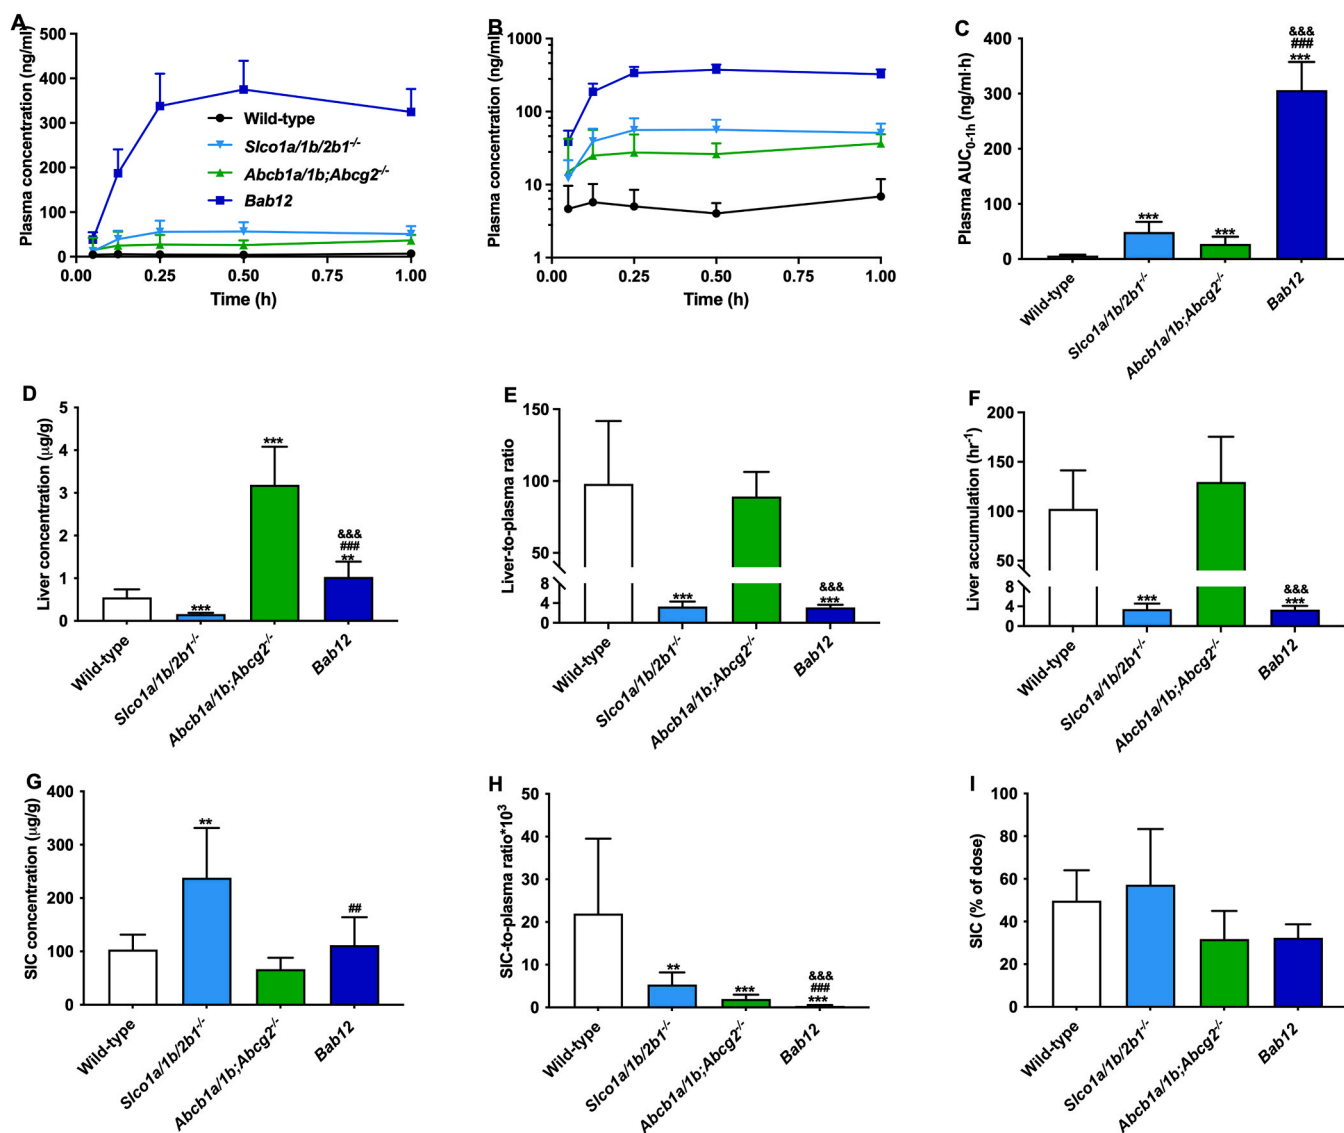 A
Plasma concentration (ng/ml)
500
400
300
200
100
0
0.00
0.25
0.50
0.75
1.00
Time (h)
Wild-type
Slco1a/1b/2b1-/-
Abcb1a/1b;Abcg2-/-
Bab12
B
Plasma concentration (ng/ml)
1000
100
10
1
0.00
0.25
0.50
0.75
1.00
Time (h)
C
Plasma AUC0-1h (ng/ml·h)
400
300
200
100
0
***
***
&&&
###
***
Wild-type
Slco1a/1b/2b1-/-
Abcb1a/1b;Abcg2-/-
Bab12
D
Liver concentration (µg/g)
5
4
3
2
1
0
***
***
&&&
###
**
Wild-type
Slco1a/1b/2b1-/-
Abcb1a/1b;Abcg2-/-
Bab12
E
Liver-to-plasma ratio
150
100
50
8
4
0
***
&&&
***
Wild-type
Slco1a/1b/2b1-/-
Abcb1a/1b;Abcg2-/-
Bab12
F
Liver accumulation (hr-1)
200
150
100
50
8
4
0
***
&&&
***
Wild-type
Slco1a/1b/2b1-/-
Abcb1a/1b;Abcg2-/-
Bab12
G
SIC concentration (µg/g)
400
300
200
100
0
**
##
Wild-type
Slco1a/1b/2b1-/-
Abcb1a/1b;Abcg2-/-
Bab12
H
SIC-to-plasma ratio*10³
50
40
30
20
10
0
**
***
&&&
###
***
Wild-type
Slco1a/1b/2b1-/-
Abcb1a/1b;Abcg2-/-
Bab12
I
SIC (% of dose)
100
80
60
40
20
0
Wild-type
Slco1a/1b/2b1-/-
Abcb1a/1b;Abcg2-/-
Bab12